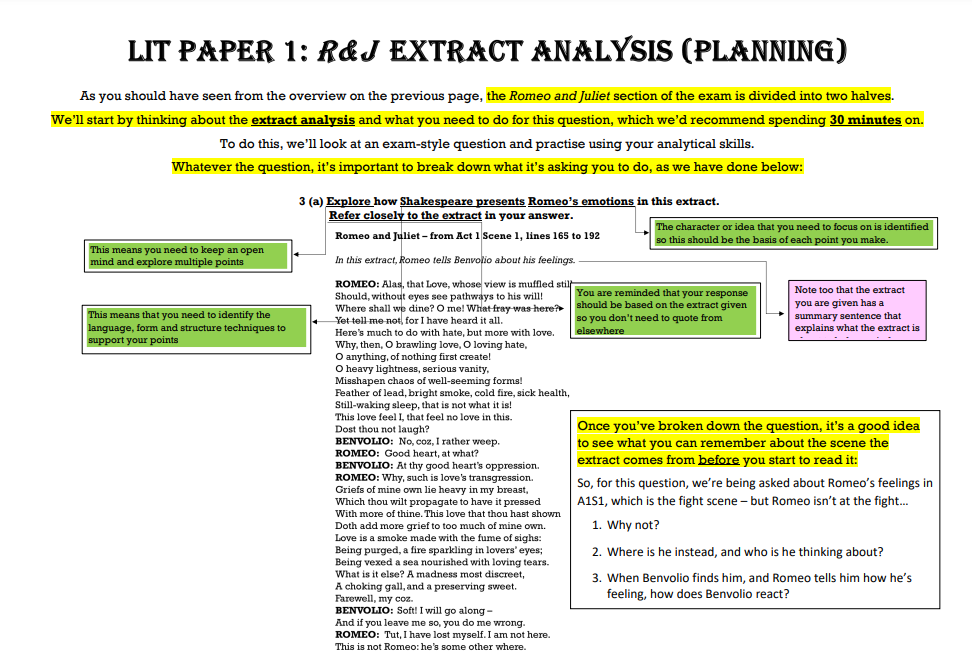 LIT PAPER 1: R&J EXTRACT ANALYSIS (PLANNING)
As you should have seen from the overview on the previous page, the Romeo and Juliet section of the exam is divided into two halves.
We'll start by thinking about the extract analysis and what you need to do for this question, which we'd recommend spending 30 minutes on.
To do this, we'll look at an exam-style question and practise using your analytical skills.
Whatever the question, it's important to break down what it's asking you to do, as we have done below:
3 (a) Explore how Shakespeare presents Romeo's emotions in this extract.
Refer closely to the extract in your answer.
The character or idea that you need to focus on is identified
so this should be the basis of each point you make.
Romeo and Juliet – from Act 1 Scene 1, lines 165 to 192
This means you need to keep an open
mind and explore multiple points
In this extract, Romeo tells Benvolio about his feelings.
ROMEO: Alas, that Love, whose view is muffled still
Should, without eyes see pathways to his will!
Where shall we dine? O me! What fray was here?
Yet tell me not, for I have heard it all.
Here's much to do with hate, but more with love.
Why, then, O brawling love, O loving hate,
O anything, of nothing first create!
O heavy lightness, serious vanity,
Misshapen chaos of well-seeming forms!
Feather of lead, bright smoke, cold fire, sick health,
Still-waking sleep, that is not what it is!
This love feel I, that feel no love in this.
Dost thou not laugh?
BENVOLIO: No, coz, I rather weep.
ROMEO: Good heart, at what?
BENVOLIO: At thy good heart's oppression.
ROMEO: Why, such is love's transgression.
Griefs of mine own lie heavy in my breast,
Which thou wilt propagate to have it pressed
With more of thine. This love that thou hast shown
Doth add more grief to too much of mine own.
Love is a smoke made with the fume of sighs:
Being purged, a fire sparkling in lovers' eyes;
Being vexed a sea nourished with loving tears.
What is it else? A madness most discreet,
A choking gall, and a preserving sweet.
Farewell, my coz.
BENVOLIO: Soft! I will go along –
And if you leave me so, you do me wrong.
ROMEO: Tut, I have lost myself. I am not here.
This is not Romeo: he's some other where.
This means that you need to identify the
language, form and structure techniques to
support your points
You are reminded that your response
should be based on the extract given
so you don't need to quote from
elsewhere
Note too that the extract
you are given has a
summary sentence that
explains what the extract is
Once you've broken down the question, it's a good idea
to see what you can remember about the scene the
extract comes from before you start to read it:
So, for this question, we're being asked about Romeo's feelings in
A1S1, which is the fight scene – but Romeo isn't at the fight…
1. Why not?
2. Where is he instead, and who is he thinking about?
3. When Benvolio finds him, and Romeo tells him how he's
feeling, how does Benvolio react?